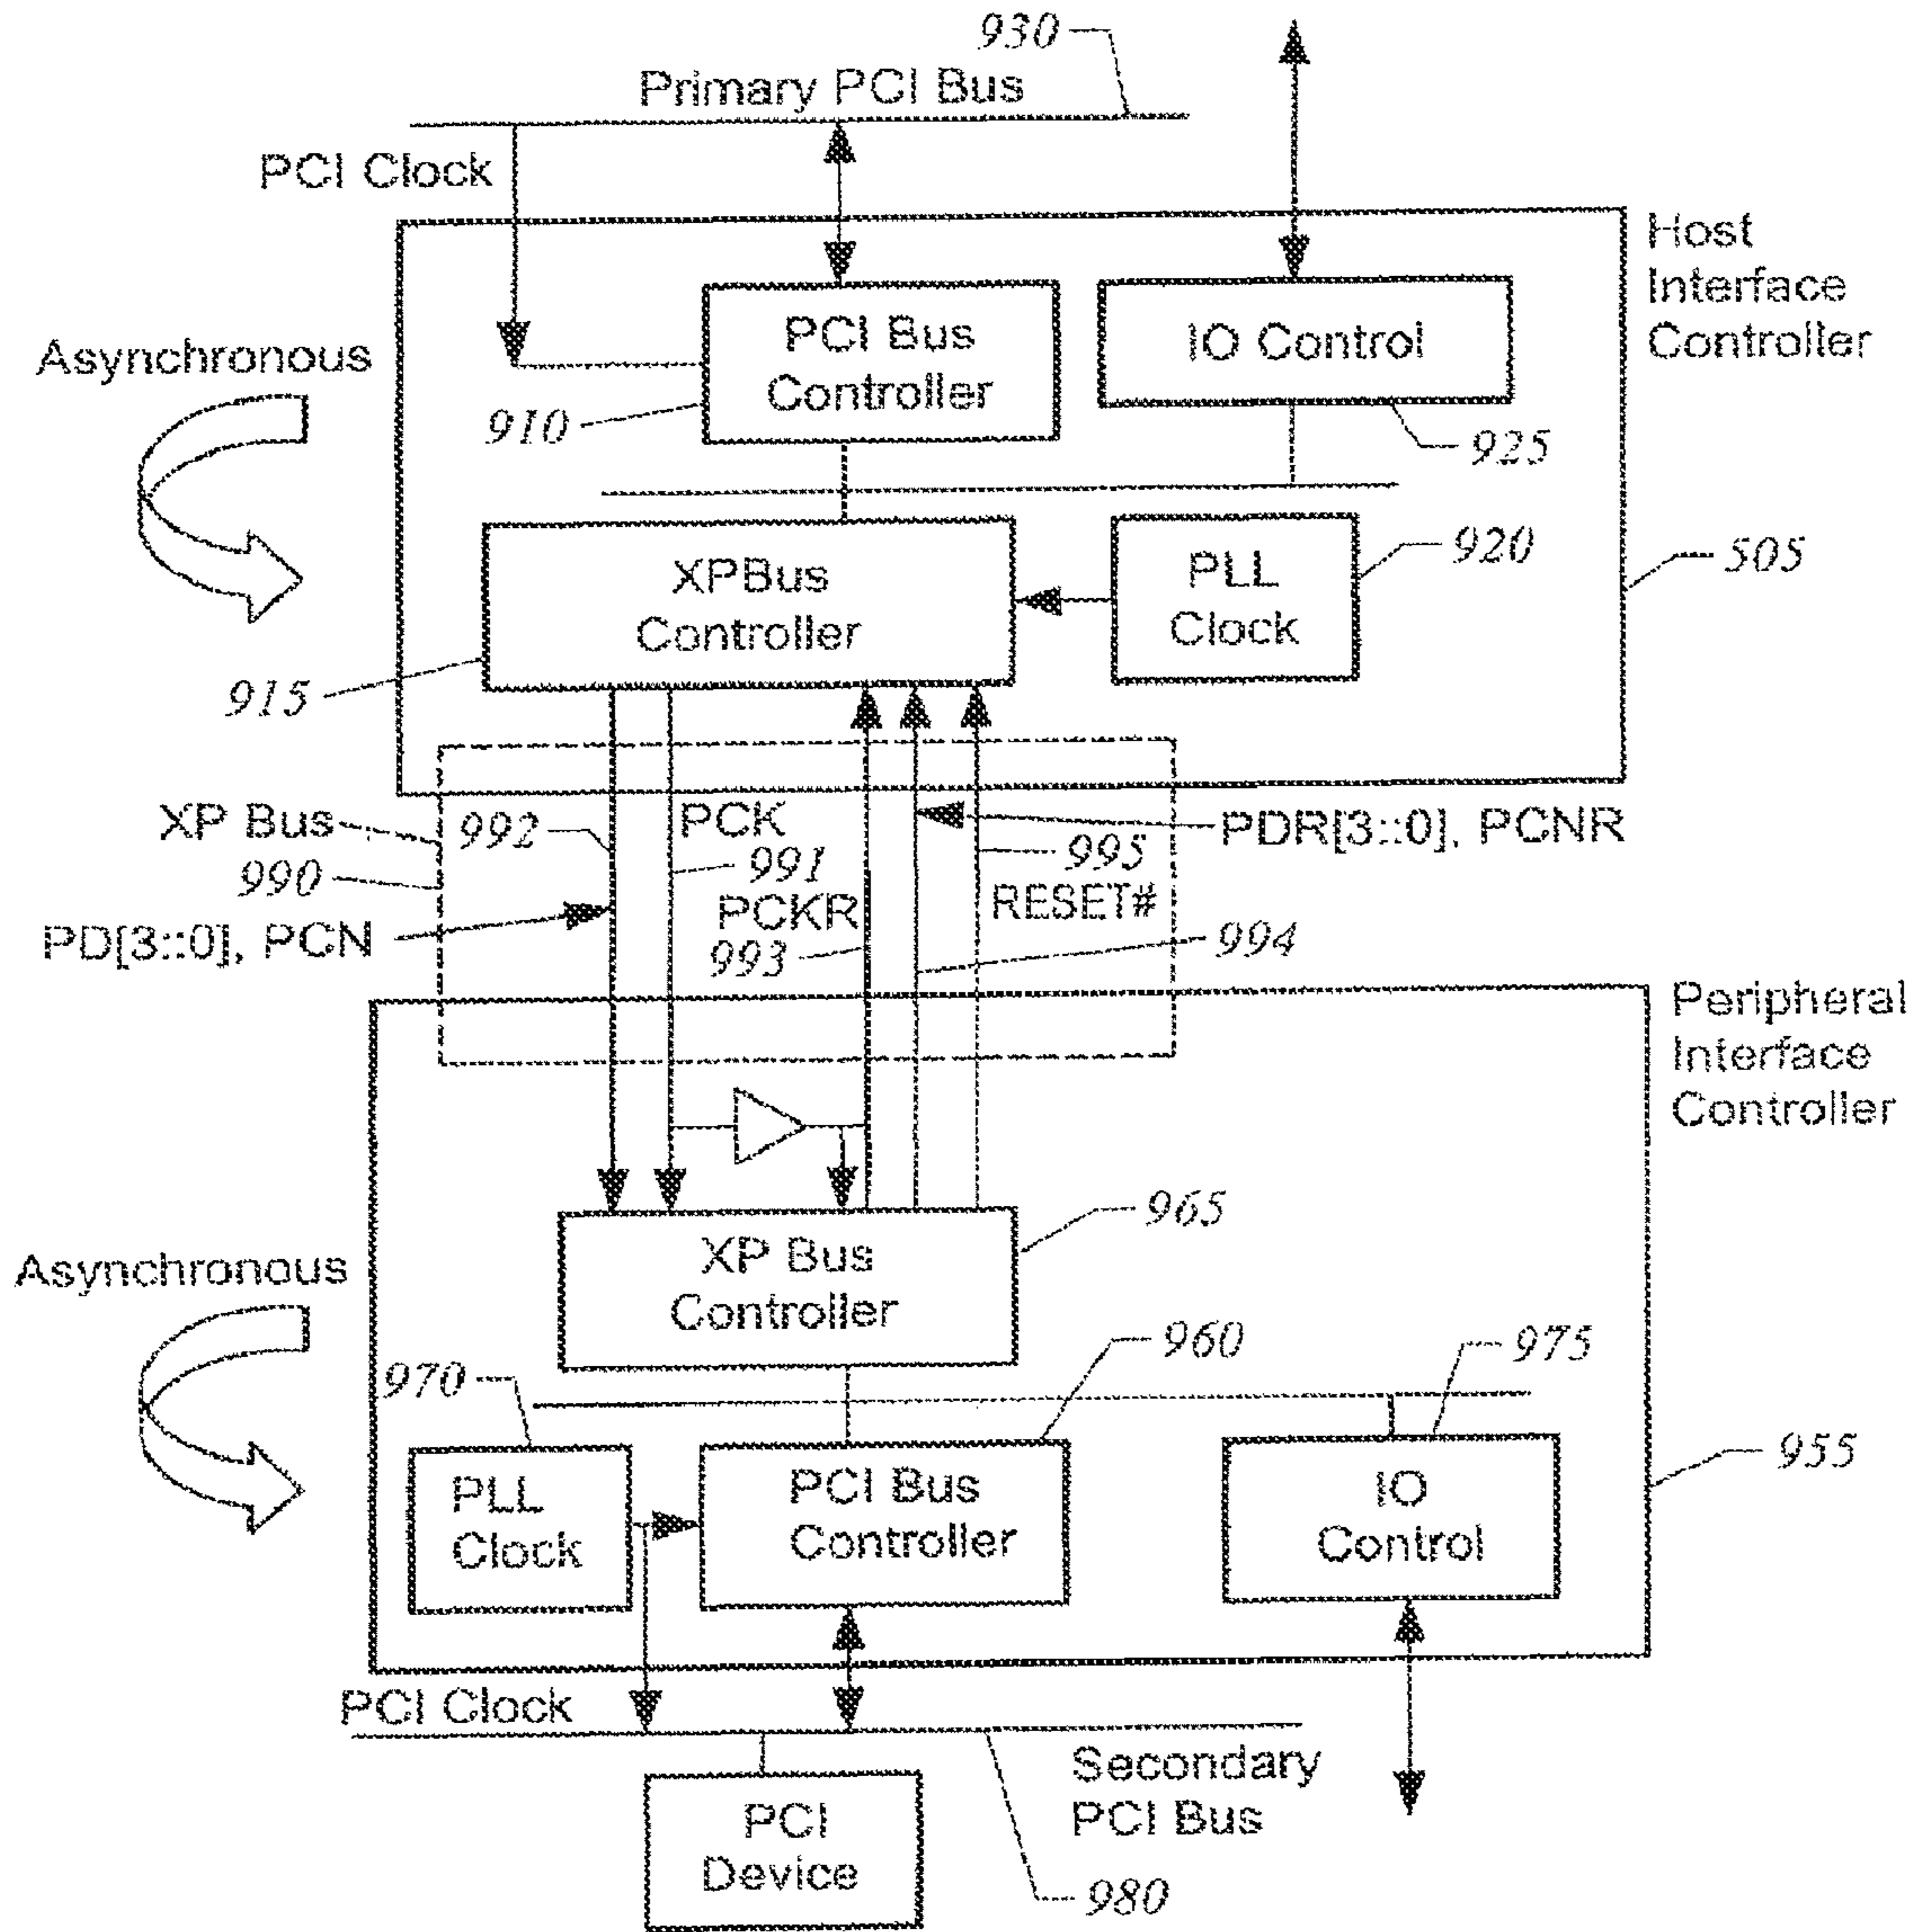 930
Primary PCI Bus
PCI Clock
Host
Interface
Controller
PCI Bus
Controller
IO Control
Asynchronous
910
925
XPBus
Controller
PLL
Clock
920
505
915
XP Bus
990
992
PCK
991
PDR[3::0], PCNR
995
RESET#
PCKR
993
994
PD[3::0], PCN
Peripheral
Interface
Controller
965
XP Bus
Controller
Asynchronous
960
975
970
PLL
Clock
PCI Bus
Controller
IO
Control
955
PCI Clock
Secondary
PCI Bus
PCI
Device
980